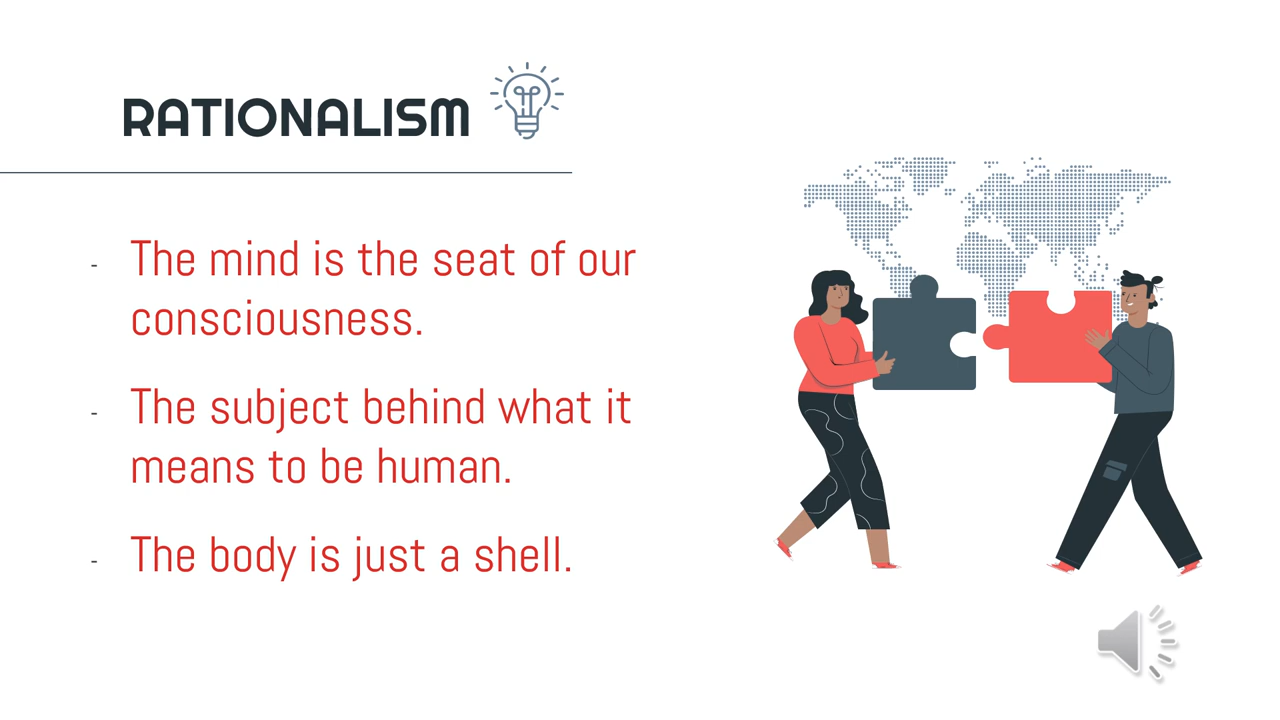 RATIONALISM
- The mind is the seat of our
consciousness.
- The subject behind what it
means to be human.
- The body is just a shell.